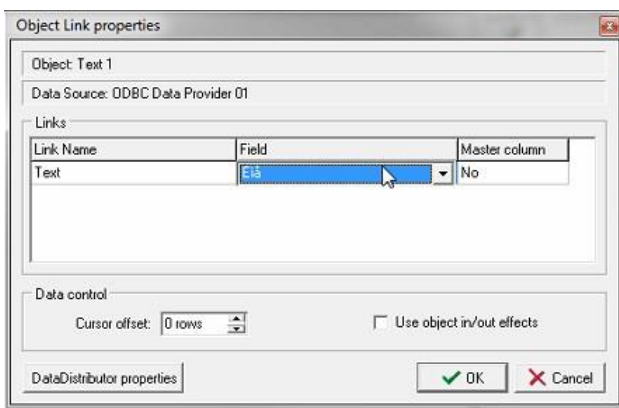 Object Link properties
Object: Text 1
Data Source: ODBC Data Provider 01
Links
Link Name Field Master column
Text Èìÿ No
Data control
Cursor offset: 0 rows Use object in/out effects
DataDistributor properties OK Cancel